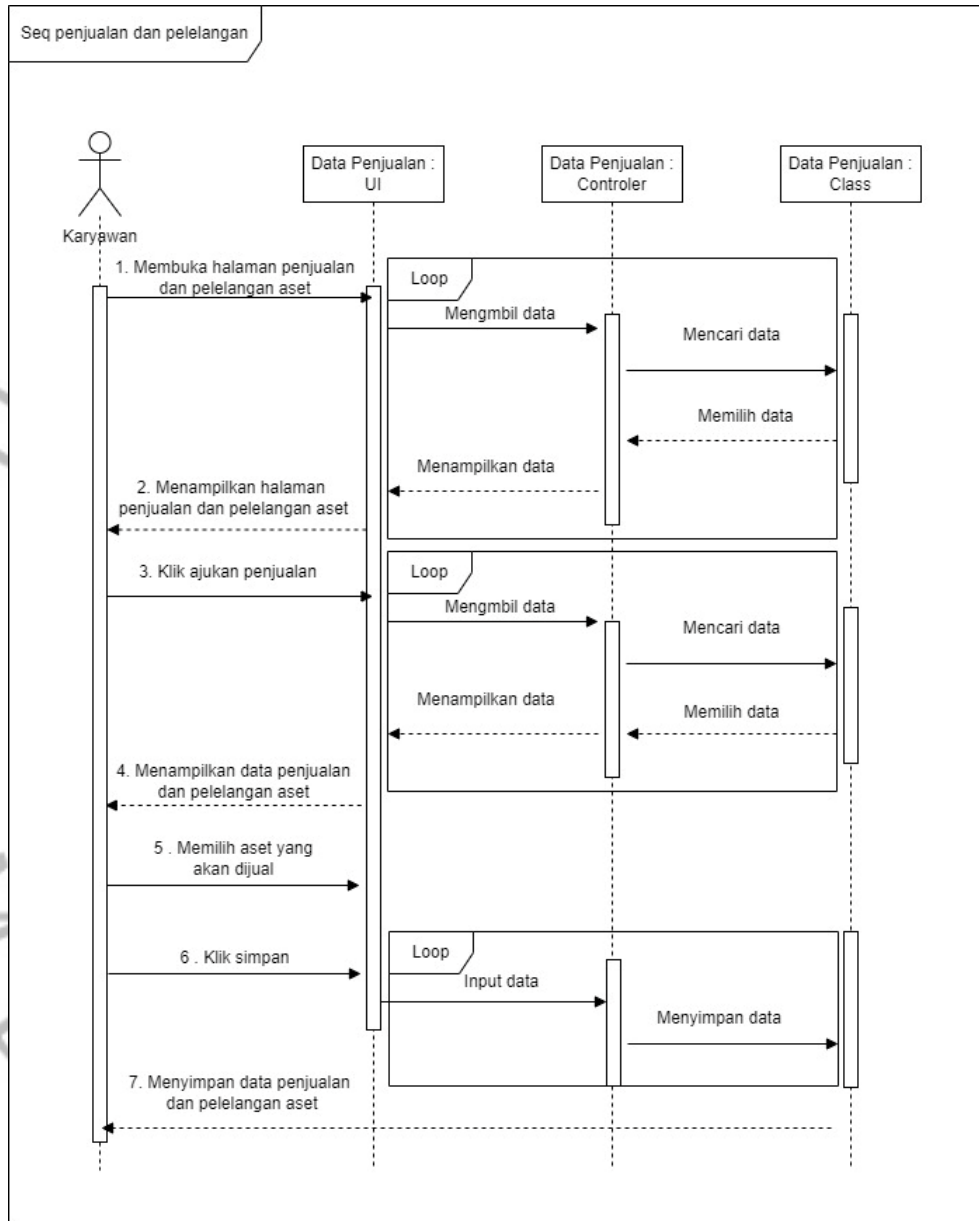 Seq penjualan dan pelelangan
Data Penjualan :
UI
Data Penjualan :
Controler
Data Penjualan :
Class
Karyawan
1. Membuka halaman penjualan
dan pelelangan aset
Loop
Mengmbil data
Mencari data
Memilih data
Menampilkan data
2. Menampilkan halaman
penjualan dan pelelangan aset
3. Klik ajukan penjualan
Loop
Mengmbil data
Mencari data
Menampilkan data
Memilih data
4. Menampilkan data penjualan
dan pelelangan aset
5 . Memilih aset yang
akan dijual
6 . Klik simpan
Loop
Input data
Menyimpan data
7. Menyimpan data penjualan
dan pelelangan aset